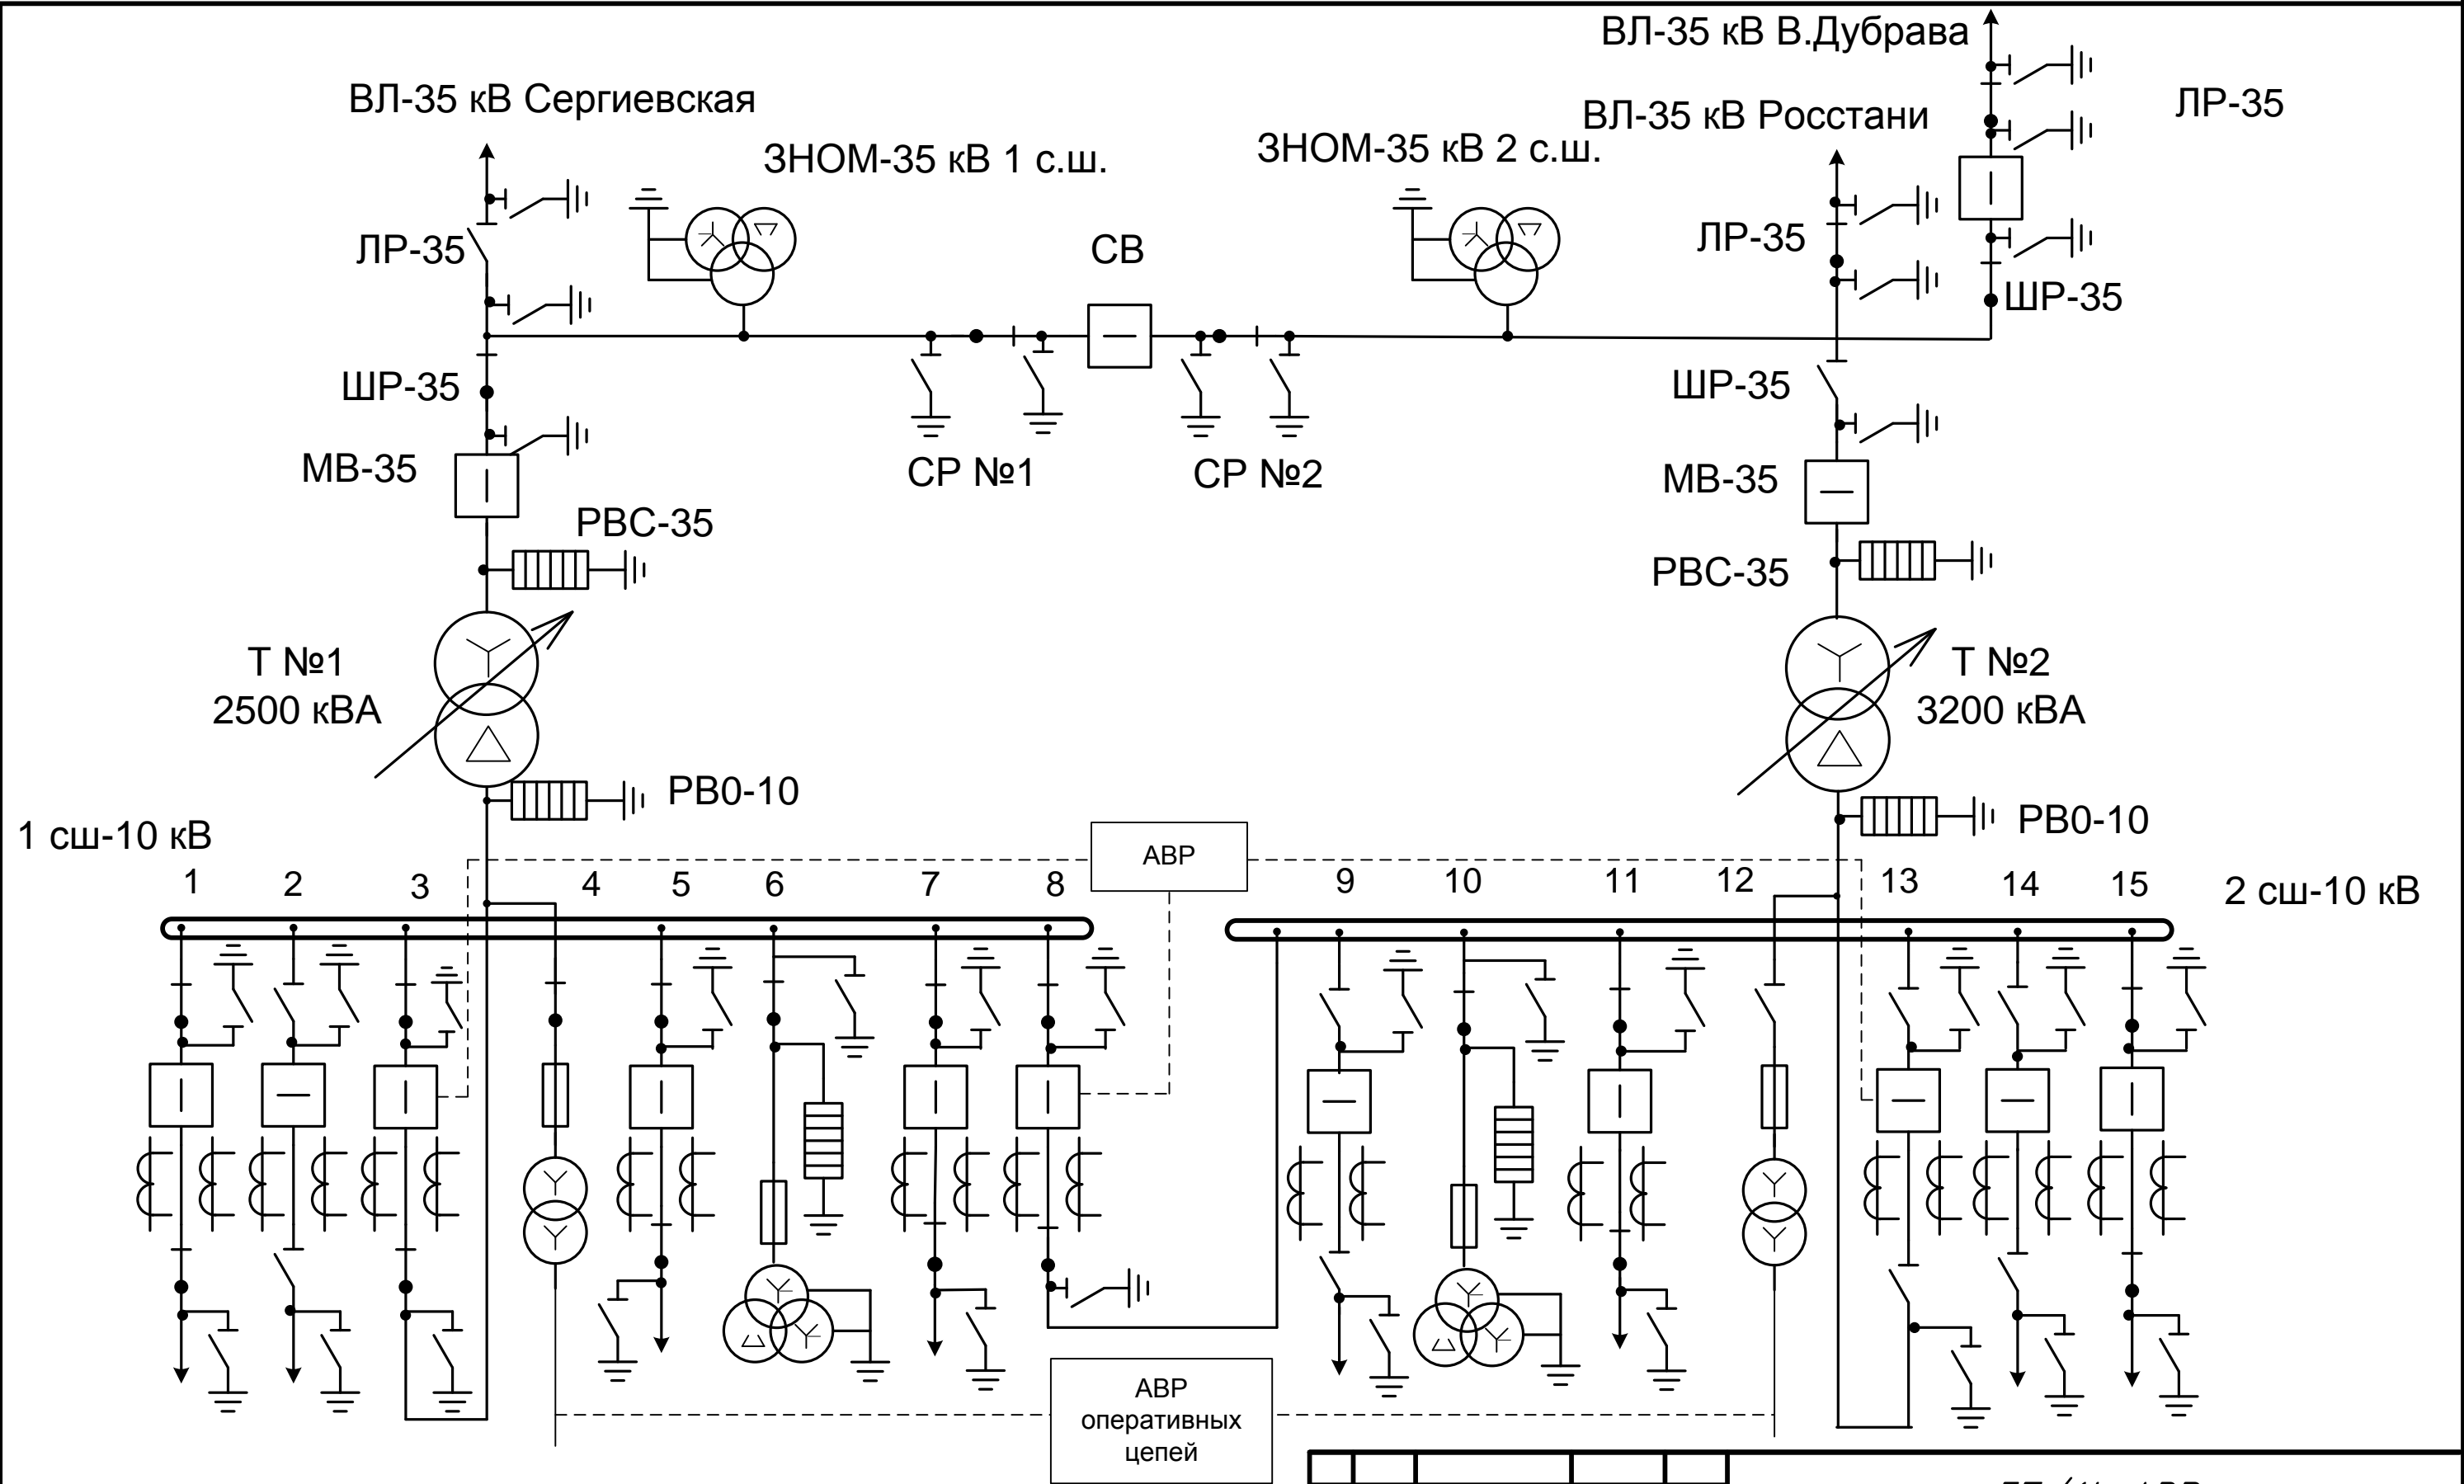 ВЛ-35 кВ В.Дубрава
ВЛ-35 кВ Сергиевская
ЛР-35
ВЛ-35 кВ Росстани
ЗНОМ-35 кВ 1 с.ш.
ЗНОМ-35 кВ 2 с.ш.
ЛР-35
СВ
ЛР-35
ШР-35
ШР-35
ШР-35
МВ-35
СР №1
СР №2
МВ-35
РВС-35
РВС-35
Т №1
2500 кВА
Т №2
3200 кВА
РВ0-10
РВ0-10
1 сш-10 кВ
АВР
1 2 3 4 5 6 7 8 9 10 11 12 13 14 15
2 сш-10 кВ
АВР
оперативных
цепей